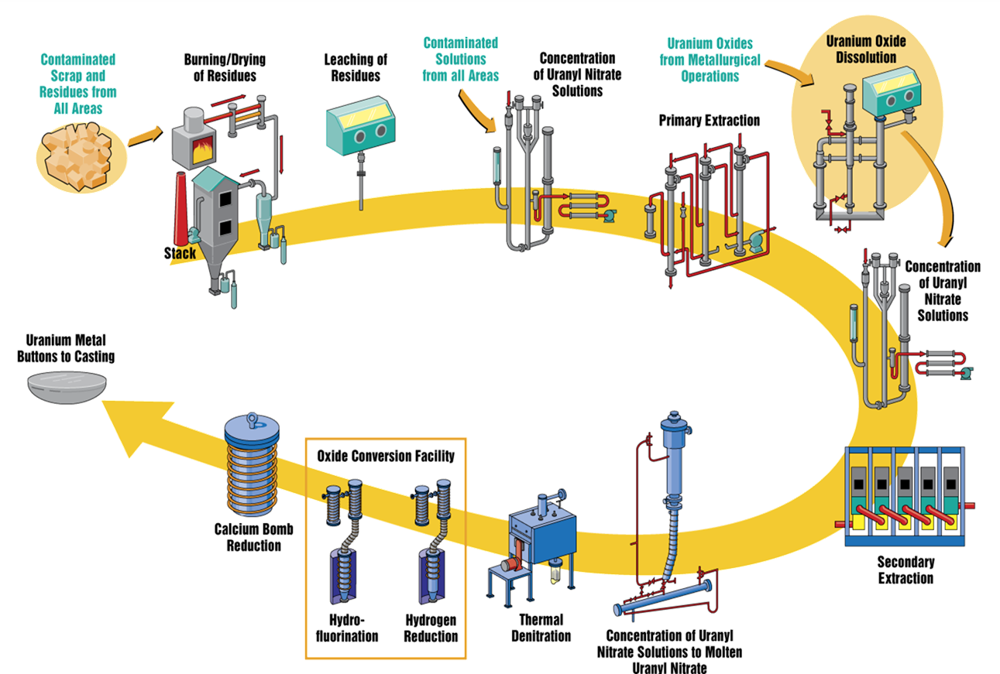 Contaminated
Scrap and
Residues from
All Areas
Burning/Drying
of Residues
Stack
Leaching of
Residues
Contaminated
Solutions
from all Areas
Concentration
of Uranyl Nitrate
Solutions
Primary Extraction
Uranium Oxides
from Metallurgical
Operations
Uranium Oxide
Dissolution
Concentration
of Uranyl
Nitrate
Solutions
Secondary
Extraction
Concentration of Uranyl
Nitrate Solutions to Molten
Uranyl Nitrate
Thermal
Denitration
Oxide Conversion Facility
Hydrogen
Reduction
Hydro-
fluorination
Calcium Bomb
Reduction
Uranium Metal
Buttons to Casting